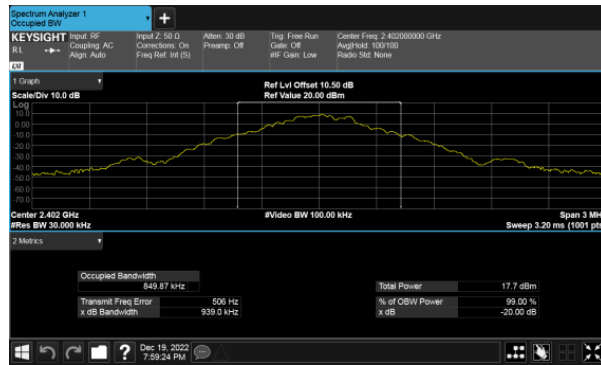 Spectrum Analyzer 1
Occupied BW
KEYSIGHT Input: RF Input Z: 50 Ω Atten: 30 dB Trig: Free Run Center Freq: 2.402000000 GHz
RL Coupling: AC Corrections: On Preamp: Off Gate: Off Avg|Hold: 100/100
Align: Auto Freq Ref: Int (S) #IF Gain: Low Radio Std: None
1 Graph
Ref Lvl Offset 10.50 dB
Scale/Div 10.0 dB Ref Value 20.00 dBm
Log
10.0
0.00
-10.0
-20.0
-30.0
-40.0
-50.0
-60.0
-70.0
Center 2.402 GHz #Video BW 100.00 kHz Span 3 MH
#Res BW 30.000 kHz Sweep 3.20 ms (1001 pts
2 Metrics
Occupied Bandwidth
849.87 kHz Total Power 17.7 dBm
Transmit Freq Error 506 Hz % of OBW Power 99.00 %
x dB Bandwidth 939.0 kHz x dB -20.00 dB
? Dec 19, 2022
7:59:24 PM